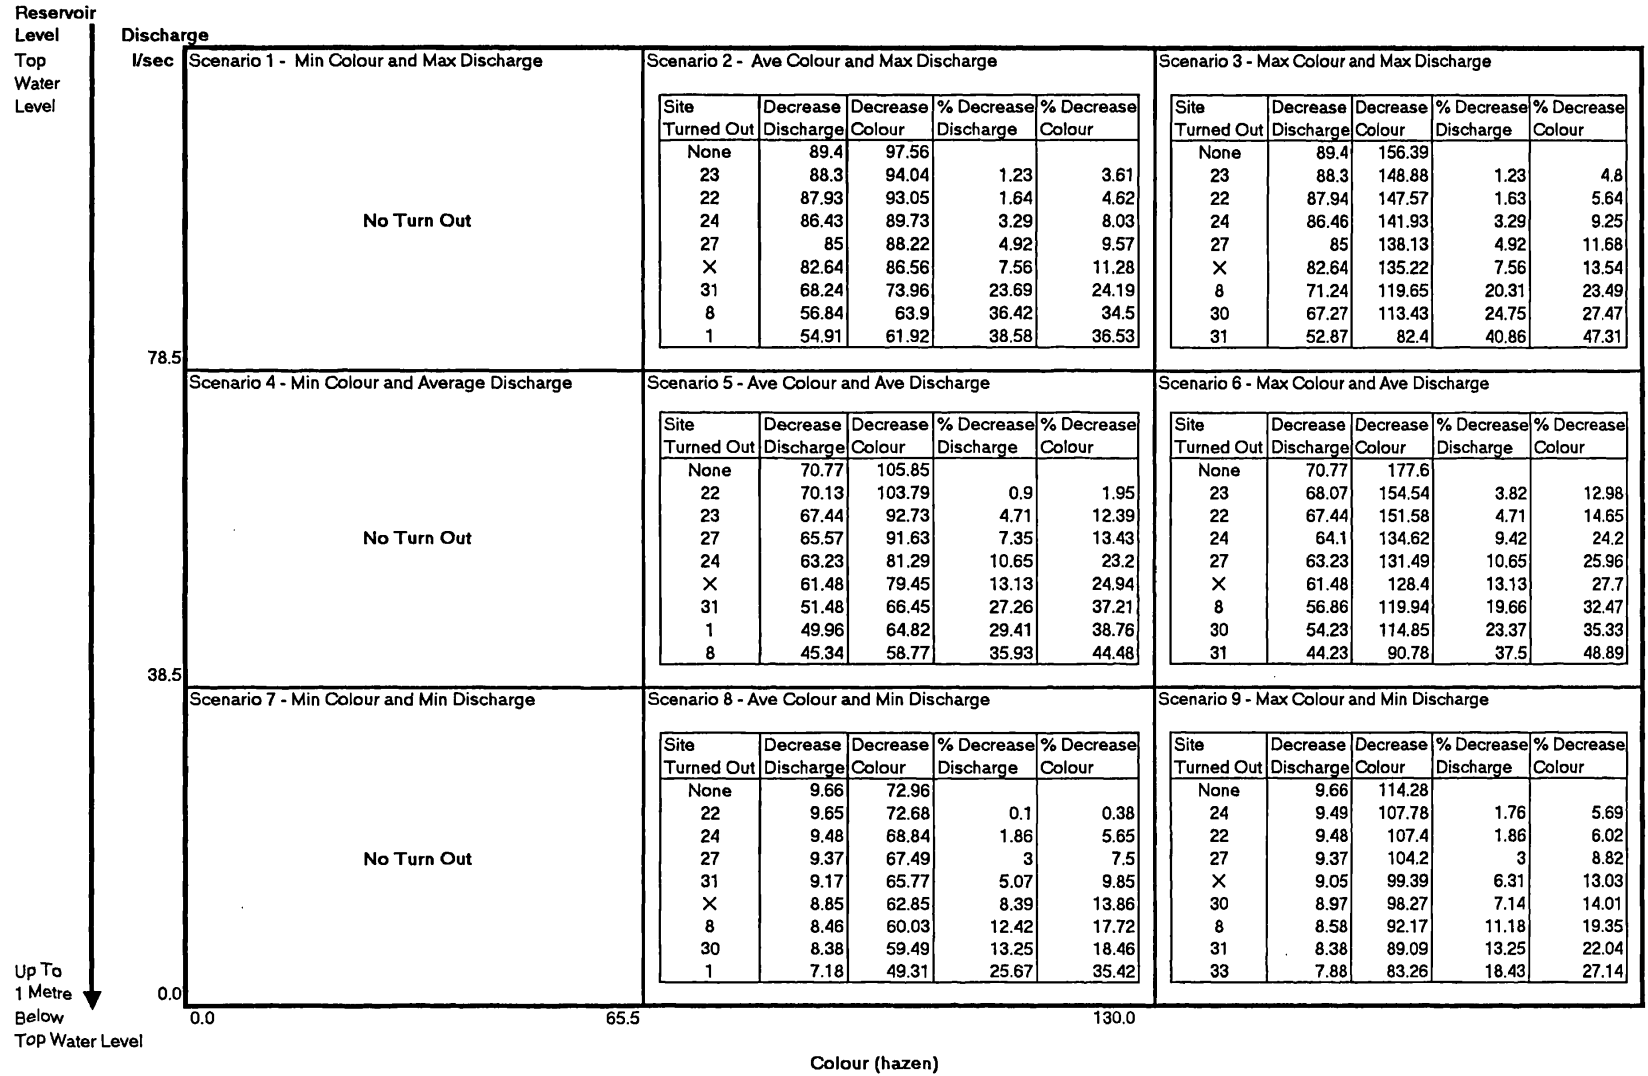 Reservoir
Level
Top
Water
Level
Discharge
l/sec
Scenario 1 - Min Colour and Max Discharge
No Turn Out
Scenario 2 - Ave Colour and Max Discharge
Site Decrease Decrease % Decrease % Decrease
Turned Out Discharge Colour Discharge Colour
None 89.4 97.56
23 88.3 94.04 1.23 3.61
22 87.93 93.05 1.64 4.62
24 86.43 89.73 3.29 8.03
27 85 88.22 4.92 9.57
X 82.64 86.56 7.56 11.28
31 68.24 73.96 23.69 24.19
8 56.84 63.9 36.42 34.5
1 54.91 61.92 38.58 36.53
Scenario 3 - Max Colour and Max Discharge
Site Decrease Decrease % Decrease % Decrease
Turned Out Discharge Colour Discharge Colour
None 89.4 156.39
23 88.3 148.88 1.23 4.8
22 87.94 147.57 1.63 5.64
24 86.46 141.93 3.29 9.25
27 85 138.13 4.92 11.68
X 82.64 135.22 7.56 13.54
8 71.24 119.65 20.31 23.49
30 67.27 113.43 24.75 27.47
31 52.87 82.4 40.86 47.31
78.5
Scenario 4 - Min Colour and Average Discharge
No Turn Out
Scenario 5 - Ave Colour and Ave Discharge
Site Decrease Decrease % Decrease % Decrease
Turned Out Discharge Colour Discharge Colour
None 70.77 105.85
22 70.13 103.79 0.9 1.95
23 67.44 92.73 4.71 12.39
27 65.57 91.63 7.35 13.43
24 63.23 81.29 10.65 23.2
X 61.48 79.45 13.13 24.94
31 51.48 66.45 27.26 37.21
1 49.96 64.82 29.41 38.76
8 45.34 58.77 35.93 44.48
Scenario 6 - Max Colour and Ave Discharge
Site Decrease Decrease % Decrease % Decrease
Turned Out Discharge Colour Discharge Colour
None 70.77 177.6
23 68.07 154.54 3.82 12.98
22 67.44 151.58 4.71 14.65
24 64.1 134.62 9.42 24.2
27 63.23 131.49 10.65 25.96
X 61.48 128.4 13.13 27.7
8 56.86 119.94 19.66 32.47
30 54.23 114.85 23.37 35.33
31 44.23 90.78 37.5 48.89
38.5
Scenario 7 - Min Colour and Min Discharge
No Turn Out
Scenario 8 - Ave Colour and Min Discharge
Site Decrease Decrease % Decrease % Decrease
Turned Out Discharge Colour Discharge Colour
None 9.66 72.96
22 9.65 72.68 0.1 0.38
24 9.48 68.84 1.86 5.65
27 9.37 67.49 3 7.5
31 9.17 65.77 5.07 9.85
X 8.85 62.85 8.39 13.86
8 8.46 60.03 12.42 17.72
30 8.38 59.49 13.25 18.46
1 7.18 49.31 25.67 35.42
Scenario 9 - Max Colour and Min Discharge
Site Decrease Decrease % Decrease % Decrease
Turned Out Discharge Colour Discharge Colour
None 9.66 114.28
24 9.49 107.78 1.76 5.69
22 9.48 107.4 1.86 6.02
27 9.37 104.2 3 8.82
X 9.05 99.39 6.31 13.03
30 8.97 98.27 7.14 14.01
8 8.58 92.17 11.18 19.35
31 8.38 89.09 13.25 22.04
33 7.88 83.26 18.43 27.14
Up To
1 Metre
Below
Top Water Level
0.0
0.0 65.5 130.0
Colour (hazen)